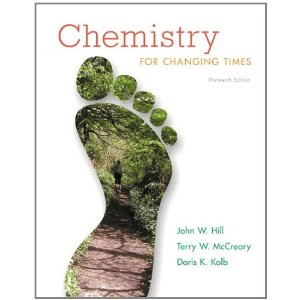 Chemistry
FOR CHANGING TIMES
Thirteenth Edition
John W. Hill
Terry W. McCreary
Doris K. Kolb